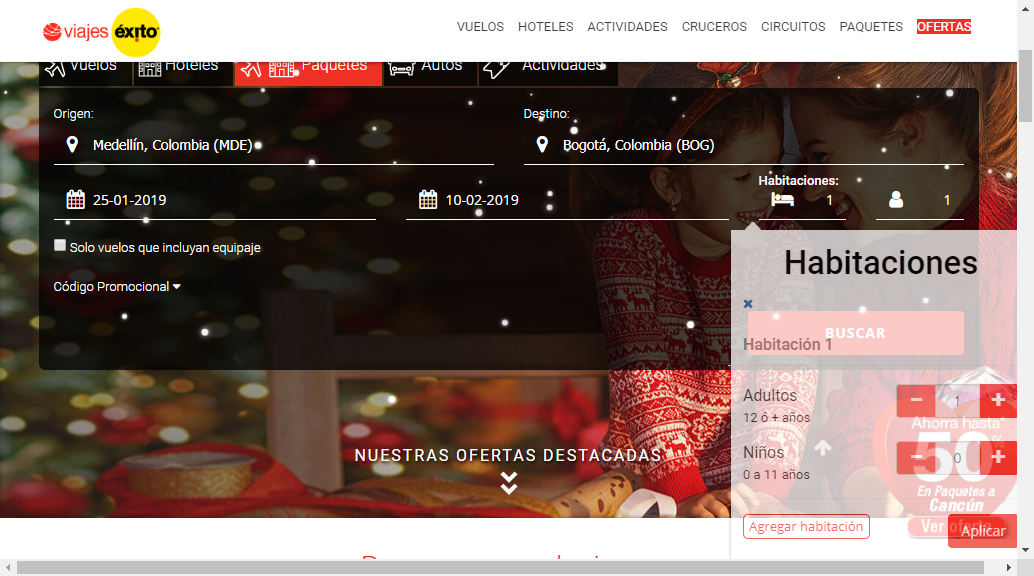 viajes éxito
VUELOS HOTELES ACTIVIDADES CRUCEROS CIRCUITOS PAQUETES OFERTAS
Vuelos Hoteles Paquetes Autos Actividades
Origen: Destino:
Medellín, Colombia (MDE) Bogotá, Colombia (BOG)
Habitaciones:
25-01-2019 10-02-2019 1 1
Solo vuelos que incluyan equipaje
Código Promocional
Habitaciones
BUSCAR
Habitación 1
Adultos 1
12 ó + años
Ahorra hasta*
Niños 0
0 a 11 años
50%
En Paquetes a
Cancún
NUESTRAS OFERTAS DESTACADAS
Agregar habitación
Ver oferta
Aplicar